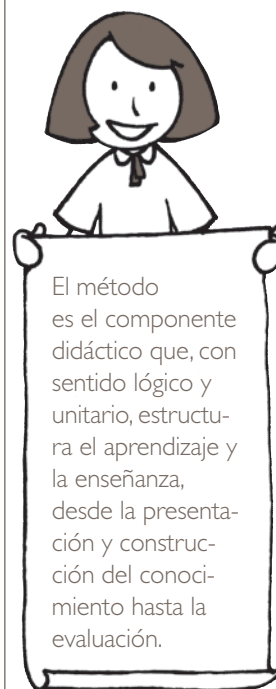 El método
es el componente
didáctico que, con
sentido lógico y
unitario, estructu-
ra el aprendizaje y
la enseñanza,
desde la presenta-
ción y construc-
ción del conoci-
miento hasta la
evaluación.